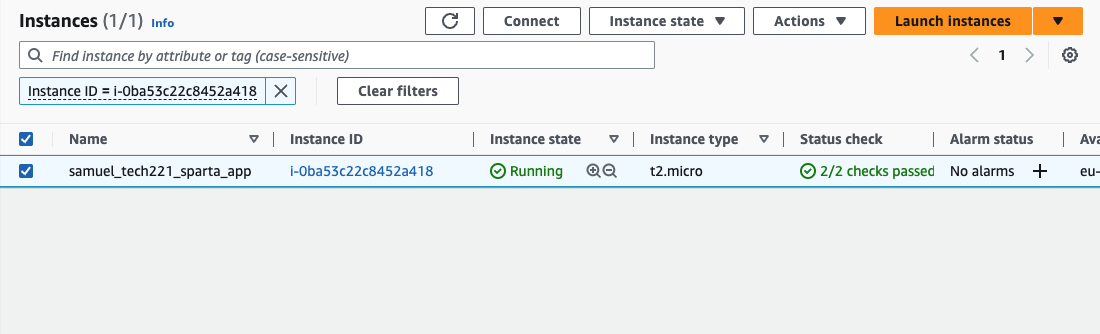 Instances (1/1) Info Connect Instance state Actions Launch instances
Find instance by attribute or tag (case-sensitive) 1
Instance ID = i-0ba53c22c8452a418 Clear filters
Name Instance ID Instance state Instance type Status check Alarm status Ava
samuel_tech221_sparta_app i-0ba53c22c8452a418 Running t2.micro 2/2 checks passed No alarms eu-